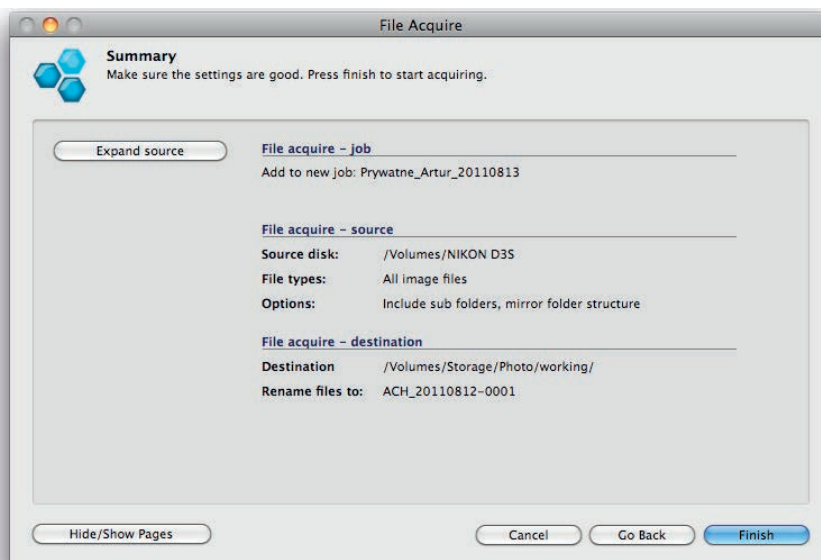 File Acquire
Summary
Make sure the settings are good. Press finish to start acquiring.
Expand source
File acquire – job
Add to new job: Prywatne_Artur_20110813
File acquire – source
Source disk: /Volumes/NIKON D3S
File types: All image files
Options: Include sub folders, mirror folder structure
File acquire – destination
Destination /Volumes/Storage/Photo/working/
Rename files to: ACH_20110812-0001
Hide/Show Pages Cancel Go Back Finish